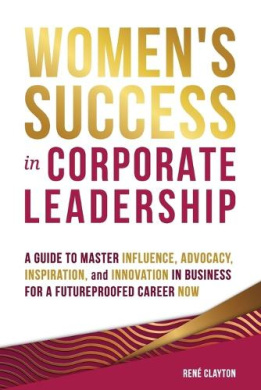 WOMEN'S
SUCCESS
in CORPORATE
LEADERSHIP
A GUIDE TO MASTER INFLUENCE, ADVOCACY,
INSPIRATION, and INNOVATION IN BUSINESS
FOR A FUTUREPROOFED CAREER NOW
RENÉ CLAYTON